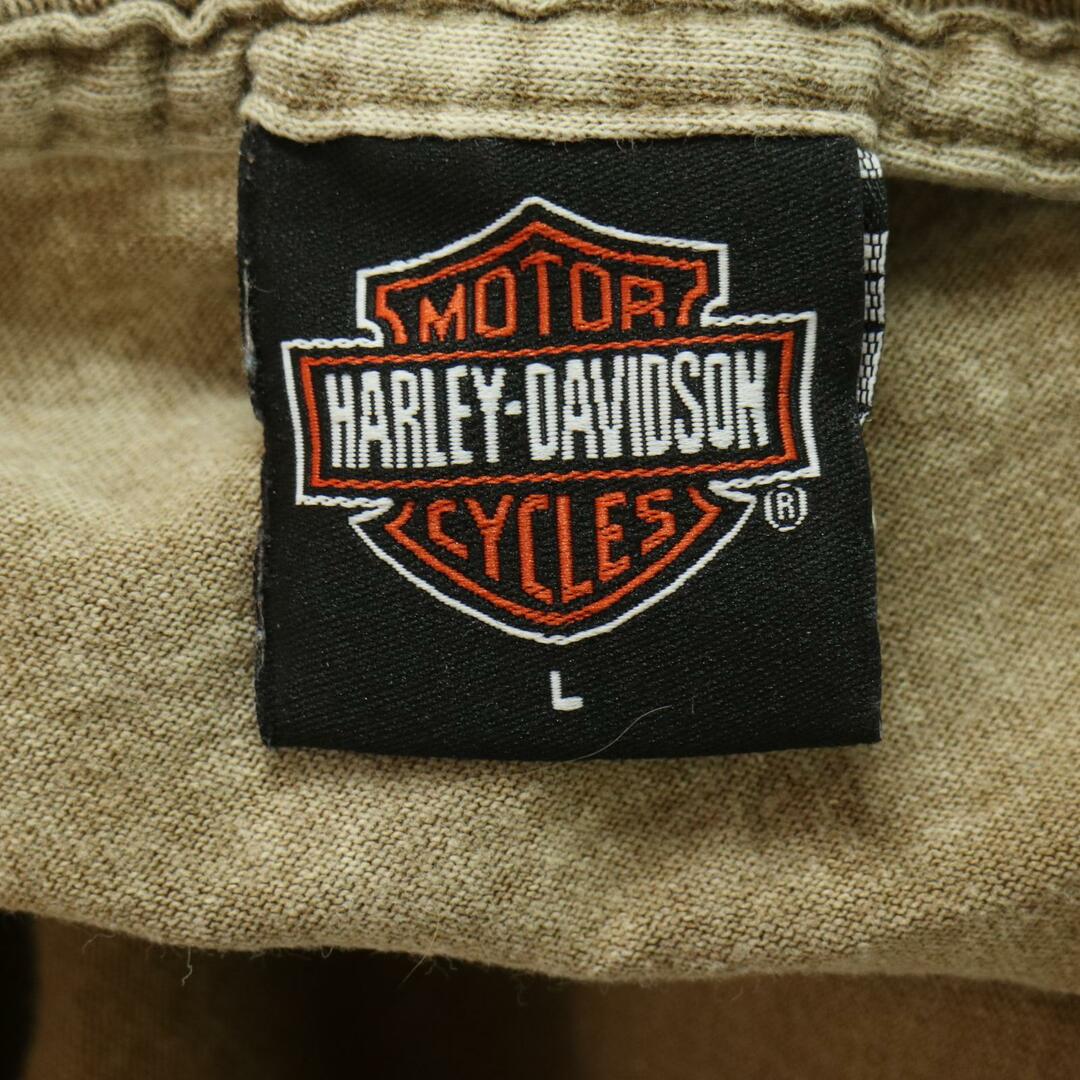 MOTOR
HARLEY-DAVIDSON
CYCLES
®
L